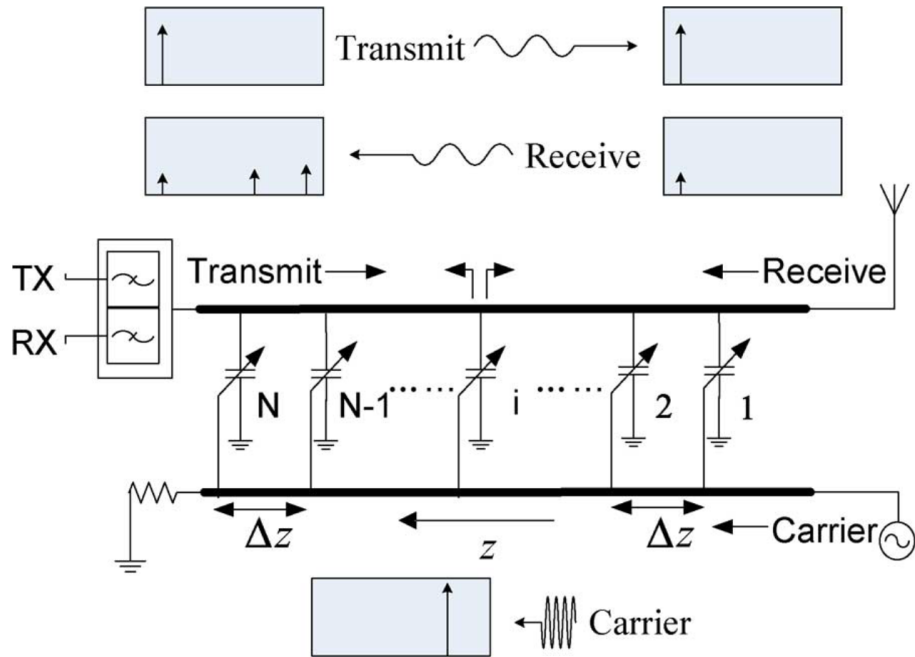 Transmit
Receive
TX
RX
Transmit
Receive
N
N-1
...
...
i
...
...
2
1
Δz
z
Δz
Carrier
Carrier